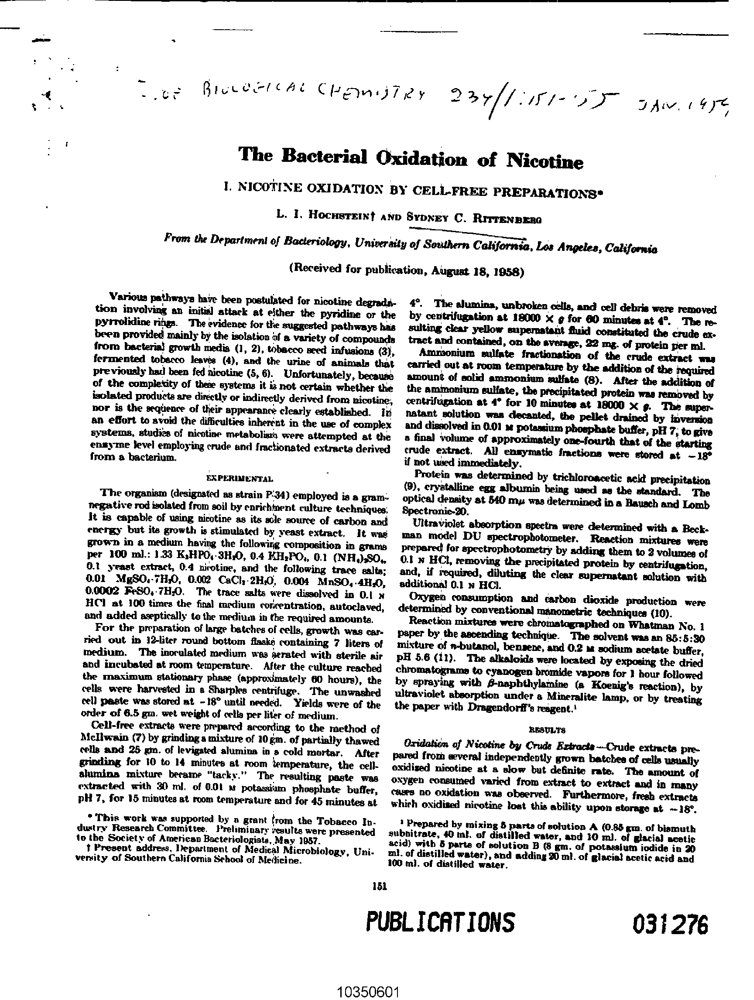 OF BIOLOGICAL CHEMISTRY 234/1:151-155 JAN. 1959
The Bacterial Oxidation of Nicotine
I. NICOTINE OXIDATION BY CELL-FREE PREPARATIONS*
L. I. HOCHSTEIN† AND SYDNEY C. RITTENBERG
From the Department of Bacteriology, University of Southern California, Los Angeles, California
(Received for publication, August 18, 1958)
Various pathways have been postulated for nicotine degrada-
tion involving an initial attack at either the pyridine or the
pyrrolidine rings. The evidence for the suggested pathways has
been provided mainly by the isolation of a variety of compounds
from bacterial growth media (1, 2), tobacco seed infusions (3),
fermented tobacco leaves (4), and the urine of animals that
previously had been fed nicotine (5, 6). Unfortunately, because
of the complexity of these systems it is not certain whether the
isolated products are directly or indirectly derived from nicotine;
nor is the sequence of their appearance clearly established. In
an effort to avoid the difficulties inherent in the use of complex
systems, studies of nicotine metabolism were attempted at the
enzyme level employing crude and fractionated extracts derived
from a bacterium.
EXPERIMENTAL
The organism (designated as strain P-34) employed is a gram-
negative rod isolated from soil by enrichment culture techniques.
It is capable of using nicotine as its sole source of carbon and
energy but its growth is stimulated by yeast extract. It was
grown in a medium having the following composition in grams
per 100 ml.: 1.33 K₂HPO₄·3H₂O, 0.4 KH₂PO₄, 0.1 (NH₄)₂SO₄,
0.1 yeast extract, 0.4 nicotine, and the following trace salts;
0.01 MgSO₄·7H₂O, 0.002 CaCl₂·2H₂O, 0.004 MnSO₄·4H₂O,
0.0002 FeSO₄·7H₂O. The trace salts were dissolved in 0.1 N
HCl at 100 times the final medium concentration, autoclaved,
and added aseptically to the medium in the required amounts.
For the preparation of large batches of cells, growth was car-
ried out in 12-liter round bottom flasks containing 7 liters of
medium. The inoculated medium was aerated with sterile air
and incubated at room temperature. After the culture reached
the maximum stationary phase (approximately 60 hours), the
cells were harvested in a Sharples centrifuge. The unwashed
cell paste was stored at -18° until needed. Yields were of the
order of 6.5 gm. wet weight of cells per liter of medium.
Cell-free extracts were prepared according to the method of
McIlwain (7) by grinding a mixture of 10 gm. of partially thawed
cells and 25 gm. of levigated alumina in a cold mortar. After
grinding for 10 to 14 minutes at room temperature, the cell-
alumina mixture became "tacky." The resulting paste was
extracted with 30 ml. of 0.01 M potassium phosphate buffer,
pH 7, for 15 minutes at room temperature and for 45 minutes at
* This work was supported by a grant from the Tobacco In-
dustry Research Committee. Preliminary results were presented
to the Society of American Bacteriologists, May 1957.
† Present address, Department of Medical Microbiology, Uni-
versity of Southern California School of Medicine.
4°. The alumina, unbroken cells, and cell debris were removed
by centrifugation at 18000 × g for 60 minutes at 4°. The re-
sulting clear yellow supernatant fluid constituted the crude ex-
tract and contained, on the average, 22 mg. of protein per ml.
Ammonium sulfate fractionation of the crude extract was
carried out at room temperature by the addition of the required
amount of solid ammonium sulfate (8). After the addition of
the ammonium sulfate, the precipitated protein was removed by
centrifugation at 4° for 10 minutes at 18000 × g. The super-
natant solution was decanted, the pellet drained by inversion
and dissolved in 0.01 M potassium phosphate buffer, pH 7, to give
a final volume of approximately one-fourth that of the starting
crude extract. All enzymatic fractions were stored at -18°
if not used immediately.
Protein was determined by trichloroacetic acid precipitation
(9), crystalline egg albumin being used as the standard. The
optical density at 540 mμ was determined in a Bausch and Lomb
Spectronic-20.
Ultraviolet absorption spectra were determined with a Beck-
man model DU spectrophotometer. Reaction mixtures were
prepared for spectrophotometry by adding them to 2 volumes of
0.1 N HCl, removing the precipitated protein by centrifugation,
and, if required, diluting the clear supernatant solution with
additional 0.1 N HCl.
Oxygen consumption and carbon dioxide production were
determined by conventional manometric techniques (10).
Reaction mixtures were chromatographed on Whatman No. 1
paper by the ascending technique. The solvent was an 85:5:30
mixture of n-butanol, benzene, and 0.2 M sodium acetate buffer,
pH 5.6 (11). The alkaloids were located by exposing the dried
chromatograms to cyanogen bromide vapors for 1 hour followed
by spraying with β-naphthylamine (a Koenig's reaction), by
ultraviolet absorption under a Mineralite lamp, or by treating
the paper with Dragendorff's reagent.¹
RESULTS
Oxidation of Nicotine by Crude Extracts—Crude extracts pre-
pared from several independently grown batches of cells usually
oxidized nicotine at a slow but definite rate. The amount of
oxygen consumed varied from extract to extract and in many
cases no oxidation was observed. Furthermore, fresh extracts
which oxidized nicotine lost this ability upon storage at -18°.
¹ Prepared by mixing 5 parts of solution A (0.85 gm. of bismuth
subnitrate, 40 ml. of distilled water, and 10 ml. of glacial acetic
acid) with 5 parts of solution B (8 gm. of potassium iodide in 20
ml. of distilled water), and adding 20 ml. of glacial acetic acid and
100 ml. of distilled water.
151
PUBLICATIONS 031276
10350601